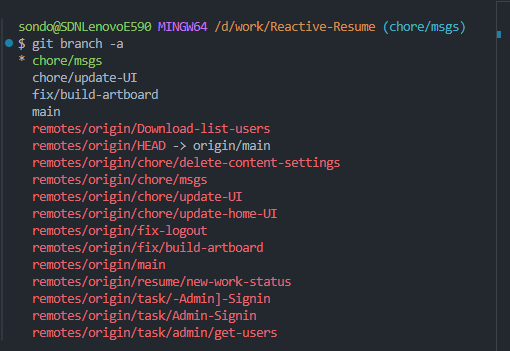 sondo@SDNLenovoE590 MINGW64 /d/work/Reactive-Resume (chore/msgs)
$ git branch -a
* chore/msgs
chore/update-UI
fix/build-artboard
main
remotes/origin/Download-list-users
remotes/origin/HEAD -> origin/main
remotes/origin/chore/delete-content-settings
remotes/origin/chore/msgs
remotes/origin/chore/update-UI
remotes/origin/chore/update-home-UI
remotes/origin/fix-logout
remotes/origin/fix/build-artboard
remotes/origin/main
remotes/origin/resume/new-work-status
remotes/origin/task/-Admin]-Signin
remotes/origin/task/Admin-Signin
remotes/origin/task/admin/get-users